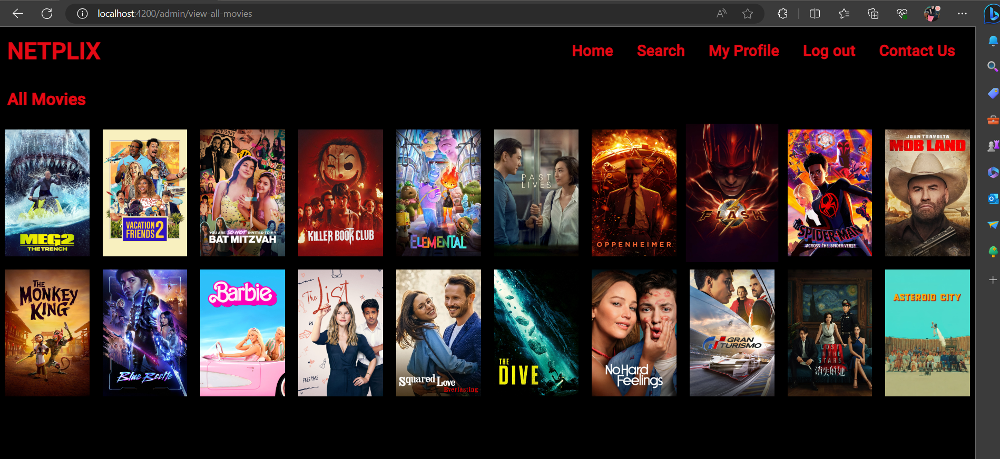 localhost:4200/admin/view-all-movies
NETPLIX
Home Search My Profile Log out Contact Us
All Movies
MEG2
THE TRENCH
VACATION
FRIENDS 2
YOU ARE SO NOT INVITED TO MY
BAT MITZVAH
KILLER BOOK CLUB
ELEMENTAL
PAST
LIVES
OPPENHEIMER
FLASH
SPIDER-MAN
ACROSS THE SPIDER-VERSE
JOHN TRAVOLTA
MOB LAND
THE
MONKEY
KING
Blue Beetle
Barbie
The List
FREE PASS
Squared Love
Everlasting
THE
DIVE
No Hard
Feelings
GRAN
TURISMO
LOST
IN THE
STARS
消失的她
ASTEROID CITY